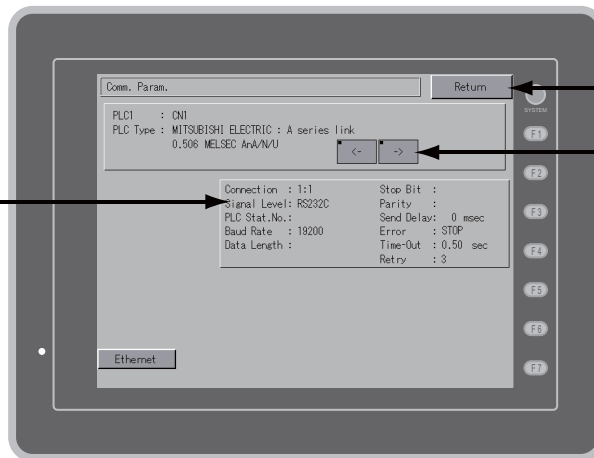 Comm. Param.
Return
SYSTEM
PLC1 : CN1
PLC Type : MITSUBISHI ELECTRIC : A series link
0.506 MELSEC AnA/N/U
<-
->
Connection : 1:1
Signal Level: RS232C
PLC Stat.No.:
Baud Rate : 19200
Data Length :
Stop Bit :
Parity :
Send Delay: 0 msec
Error : STOP
Time-Out : 0.50 sec
Retry : 3
Ethernet
F1
F2
F3
F4
F5
F6
F7